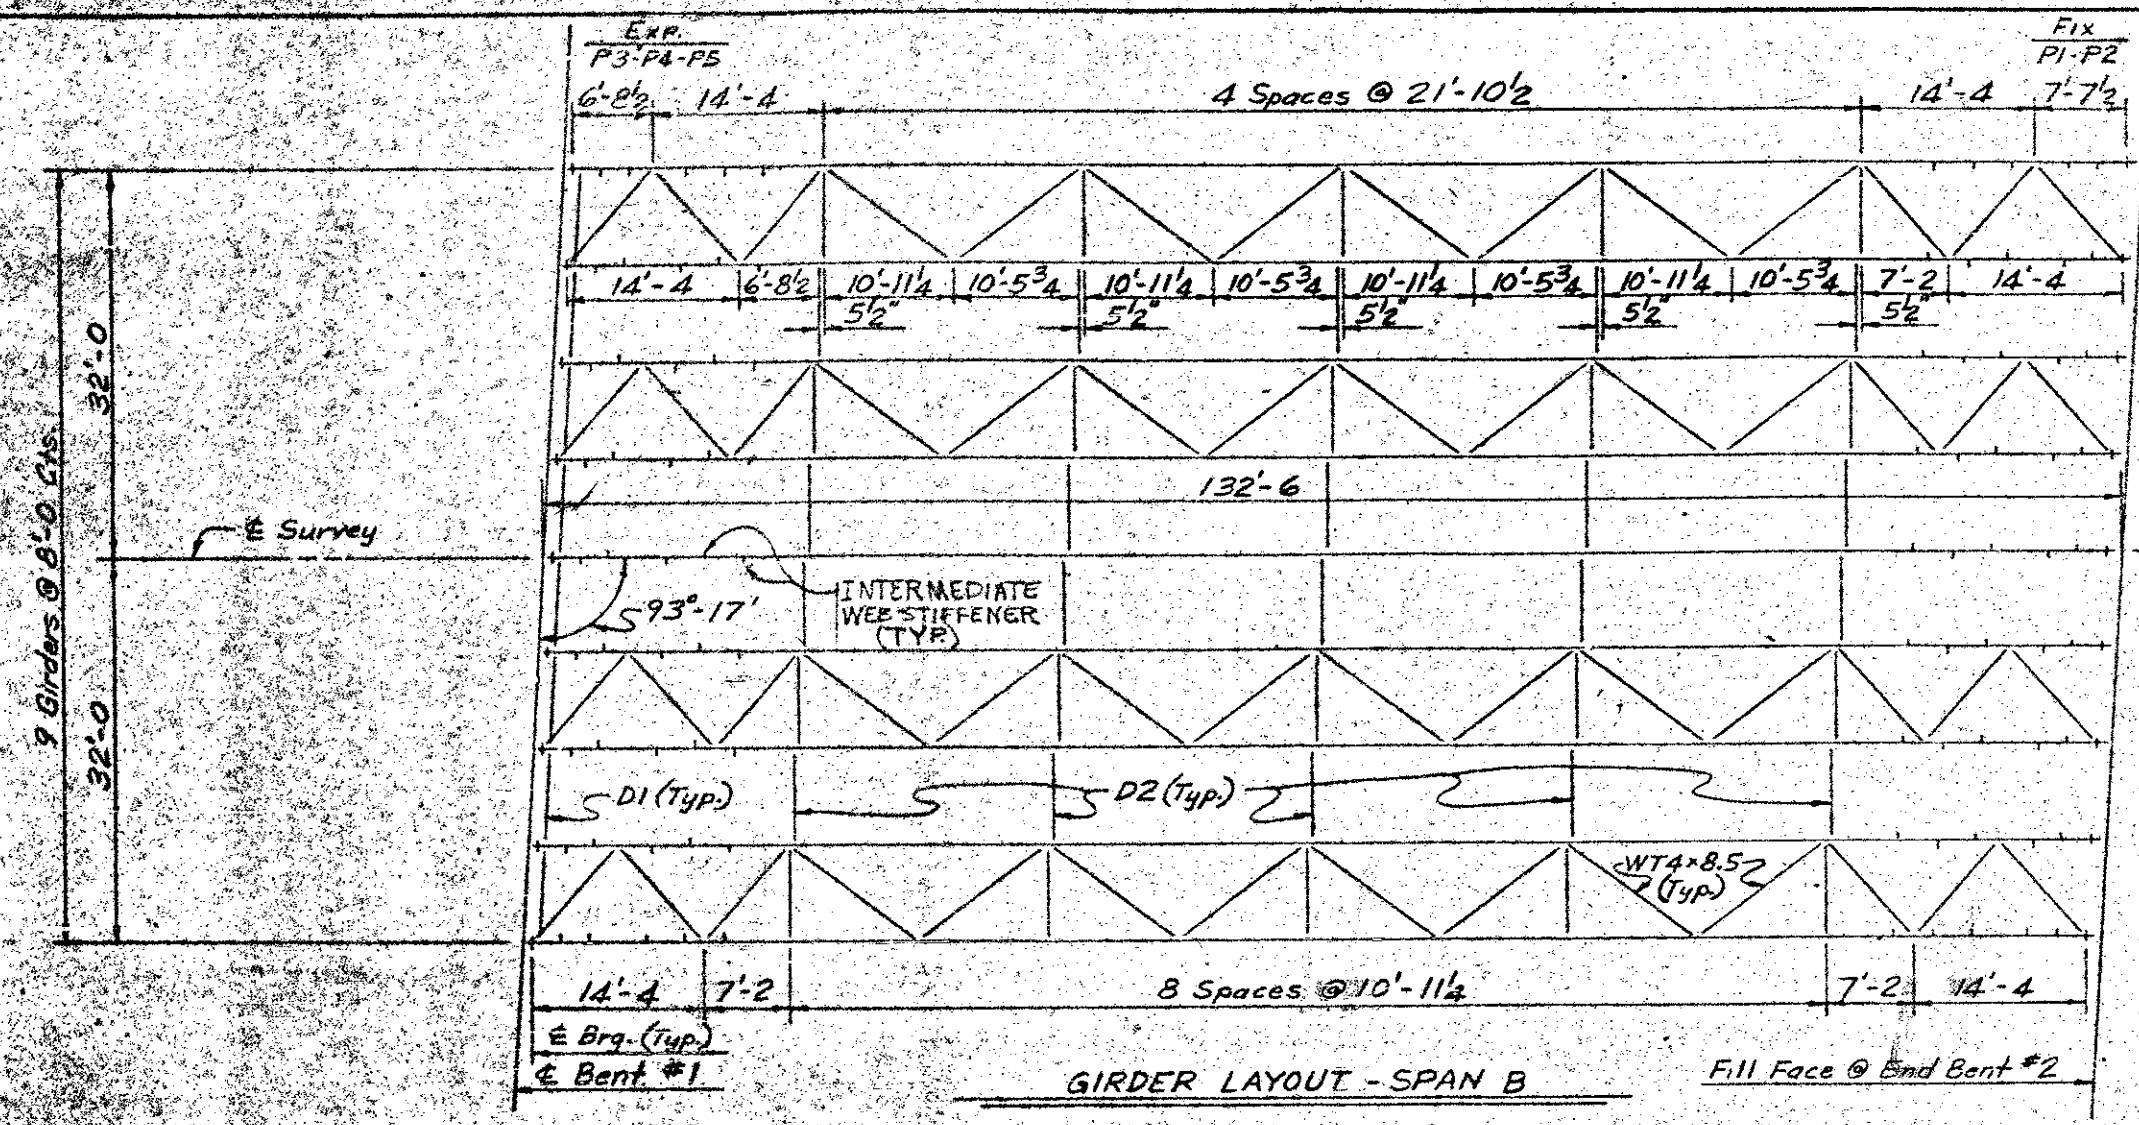 Exp.
P3-P4-P5
Fix
P1-P2
6'-8½ 14'-4 4 Spaces @ 21'-10½ 14'-4 7'-7½
14'-4 6'-8½ 10'-11¼ 10'-5¾ 10'-11¼ 10'-5¾ 10'-11¼ 10'-5¾ 10'-11¼ 10'-5¾ 7'-2 14'-4
5½" 5½" 5½" 5½" 5½"
9 Girders @ 8'-0 Cts.
32'-0
32'-0
132'-6
℄ Survey
93°-17'
INTERMEDIATE
WEB STIFFENER
(TYP.)
D1 (Typ.) D2 (Typ.)
WT4×8.5
(Typ.)
14'-4 7'-2 8 Spaces @ 10'-11¼ 7'-2 14'-4
℄ Brg. (Typ.)
℄ Bent #1
GIRDER LAYOUT - SPAN B
Fill Face @ End Bent #2